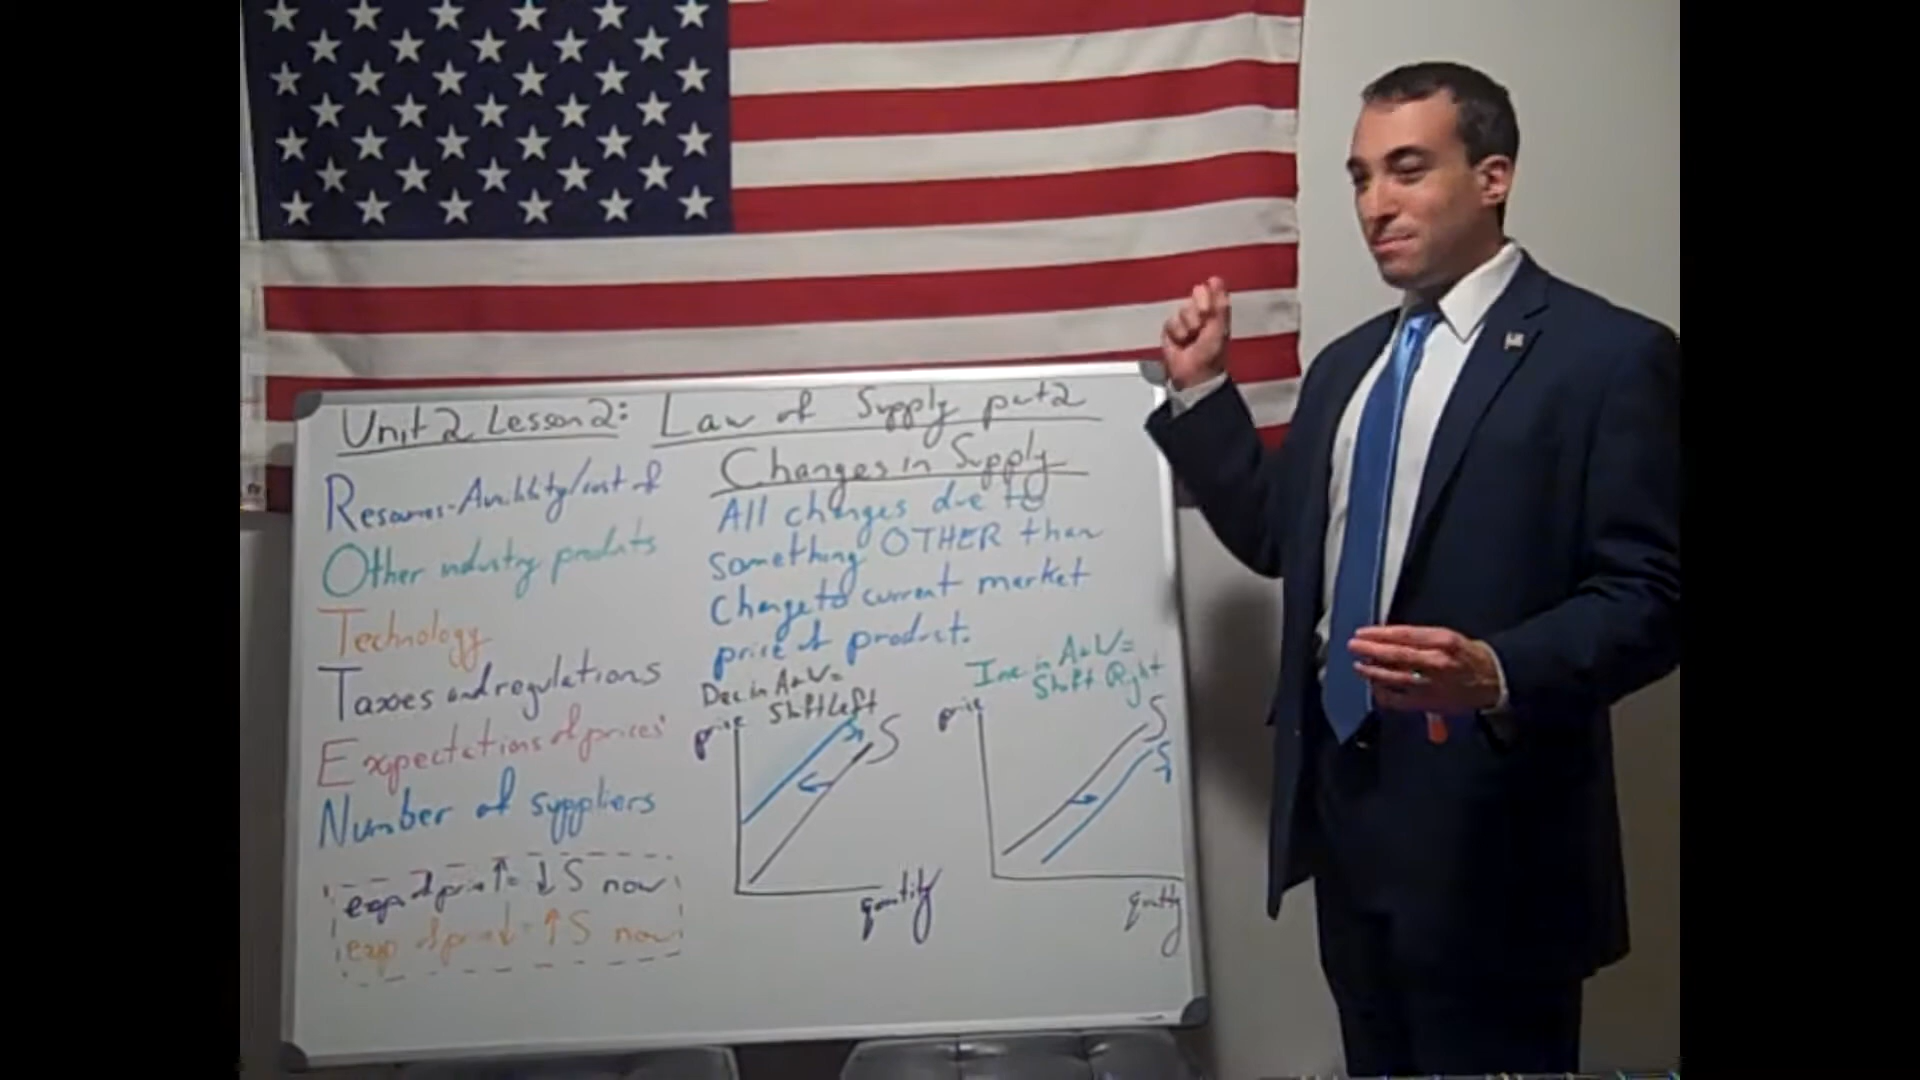 Unit 2 Lesson 2: Law of Supply part 2
Resources-Availability/cost of
Other industry products
Technology
Taxes and regulations
Expectations of prices
Number of suppliers
exp of price ↑ = ↓ S now
exp of price ↓ = ↑ S now
Changes in Supply
All changes due to
something OTHER than
Change to current market
price of product.
Dec in A+W=
Shift Left
price
S1
S
quantity
Inc in A+W=
Shift Right
price
S
S1